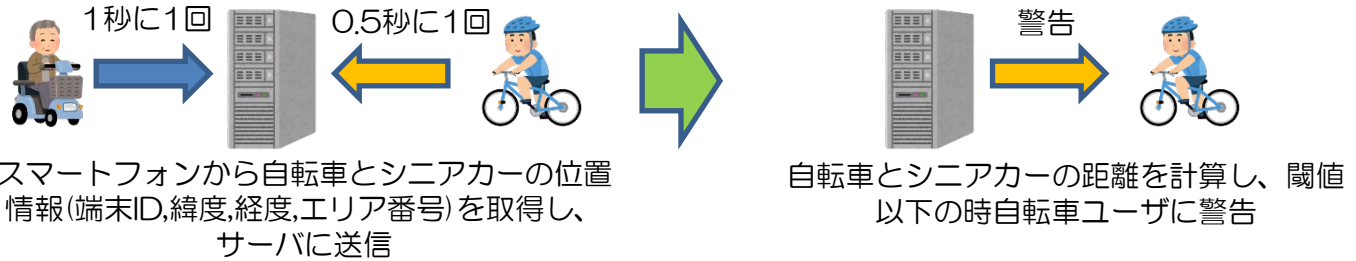 1秒に1回
0.5秒に1回
スマートフォンから自転車とシニアカーの位置
情報(端末ID,緯度,経度,エリア番号)を取得し、
サーバに送信
警告
自転車とシニアカーの距離を計算し、閾値
以下の時自転車ユーザに警告